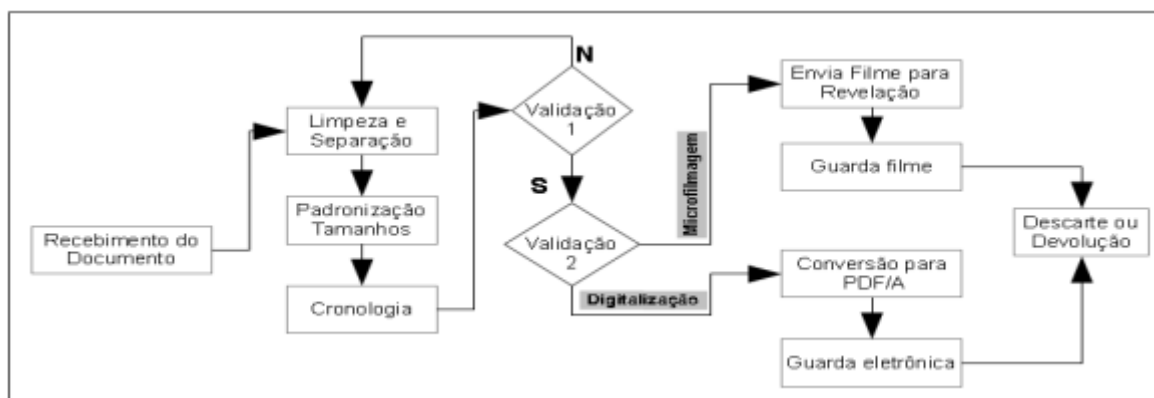 Recebimento do
Documento
Limpeza e
Separação
Padronização
Tamanhos
Cronologia
N
Validação
1
S
Validação
2
Microfilmagem
Digitalização
Envia Filme para
Revelação
Guarda filme
Conversão para
PDF/A
Guarda eletrônica
Descarte ou
Devolução